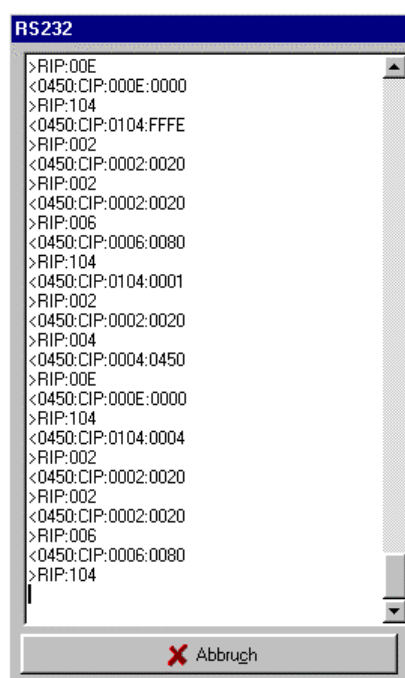 RS232
>RIP:00E
<0450:CIP:000E:0000
>RIP:104
<0450:CIP:0104:FFFE
>RIP:002
<0450:CIP:0002:0020
>RIP:002
<0450:CIP:0002:0020
>RIP:006
<0450:CIP:0006:0080
>RIP:104
<0450:CIP:0104:0001
>RIP:002
<0450:CIP:0002:0020
>RIP:004
<0450:CIP:0004:0450
>RIP:00E
<0450:CIP:000E:0000
>RIP:104
<0450:CIP:0104:0004
>RIP:002
<0450:CIP:0002:0020
>RIP:002
<0450:CIP:0002:0020
>RIP:006
<0450:CIP:0006:0080
>RIP:104
Abbruch